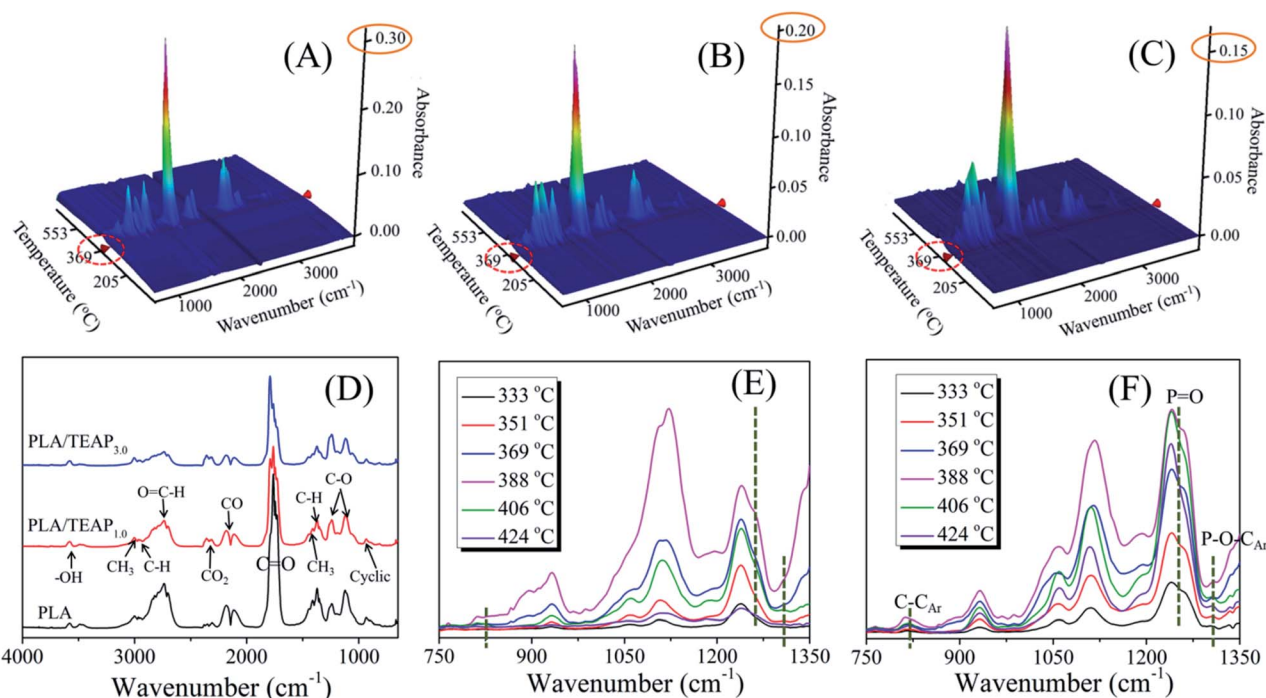 (A)
0.30
0.20
0.10
0.00
Absorbance
553
369
205
Temperature (°C)
1000
2000
3000
Wavenumber (cm⁻¹)
(B)
0.20
0.15
0.10
0.05
0.00
Absorbance
553
369
205
Temperature (°C)
1000
2000
3000
Wavenumber (cm⁻¹)
(C)
0.15
0.10
0.05
0.00
Absorbance
553
369
205
Temperature (°C)
1000
2000
3000
Wavenumber (cm⁻¹)
(D)
PLA/TEAP₃.₀
O=C-H
CO
C-H
C-O
PLA/TEAP₁.₀
-OH
CH₃
C-H
CO₂
C=O
CH₃
Cyclic
PLA
4000 3000 2000 1000
Wavenumber (cm⁻¹)
(E)
333 °C
351 °C
369 °C
388 °C
406 °C
424 °C
750 900 1050 1200 1350
Wavenumber (cm⁻¹)
(F)
333 °C
351 °C
369 °C
388 °C
406 °C
424 °C
P=O
P-O-C_Ar
C-C_Ar
750 900 1050 1200 1350
Wavenumber (cm⁻¹)